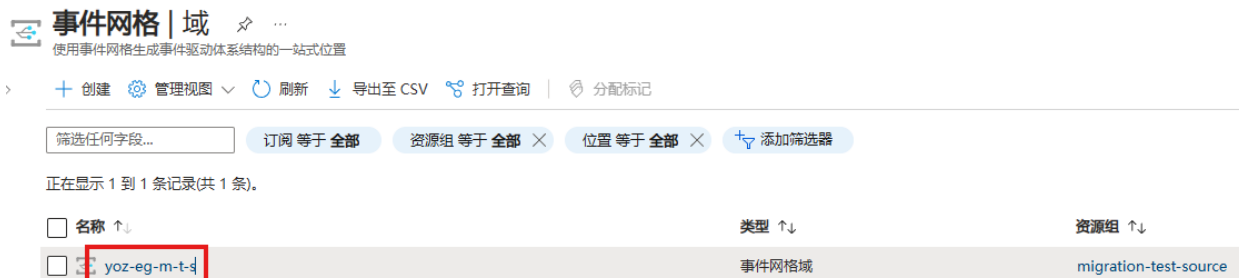 事件网格 | 域
使用事件网格生成事件驱动体系结构的一站式位置
创建 管理视图 刷新 导出至 CSV 打开查询 分配标记
筛选任何字段... 订阅 等于 全部 资源组 等于 全部 位置 等于 全部 添加筛选器
正在显示 1 到 1 条记录(共 1 条)。
名称 类型 资源组
yoz-eg-m-t-s 事件网格域 migration-test-source